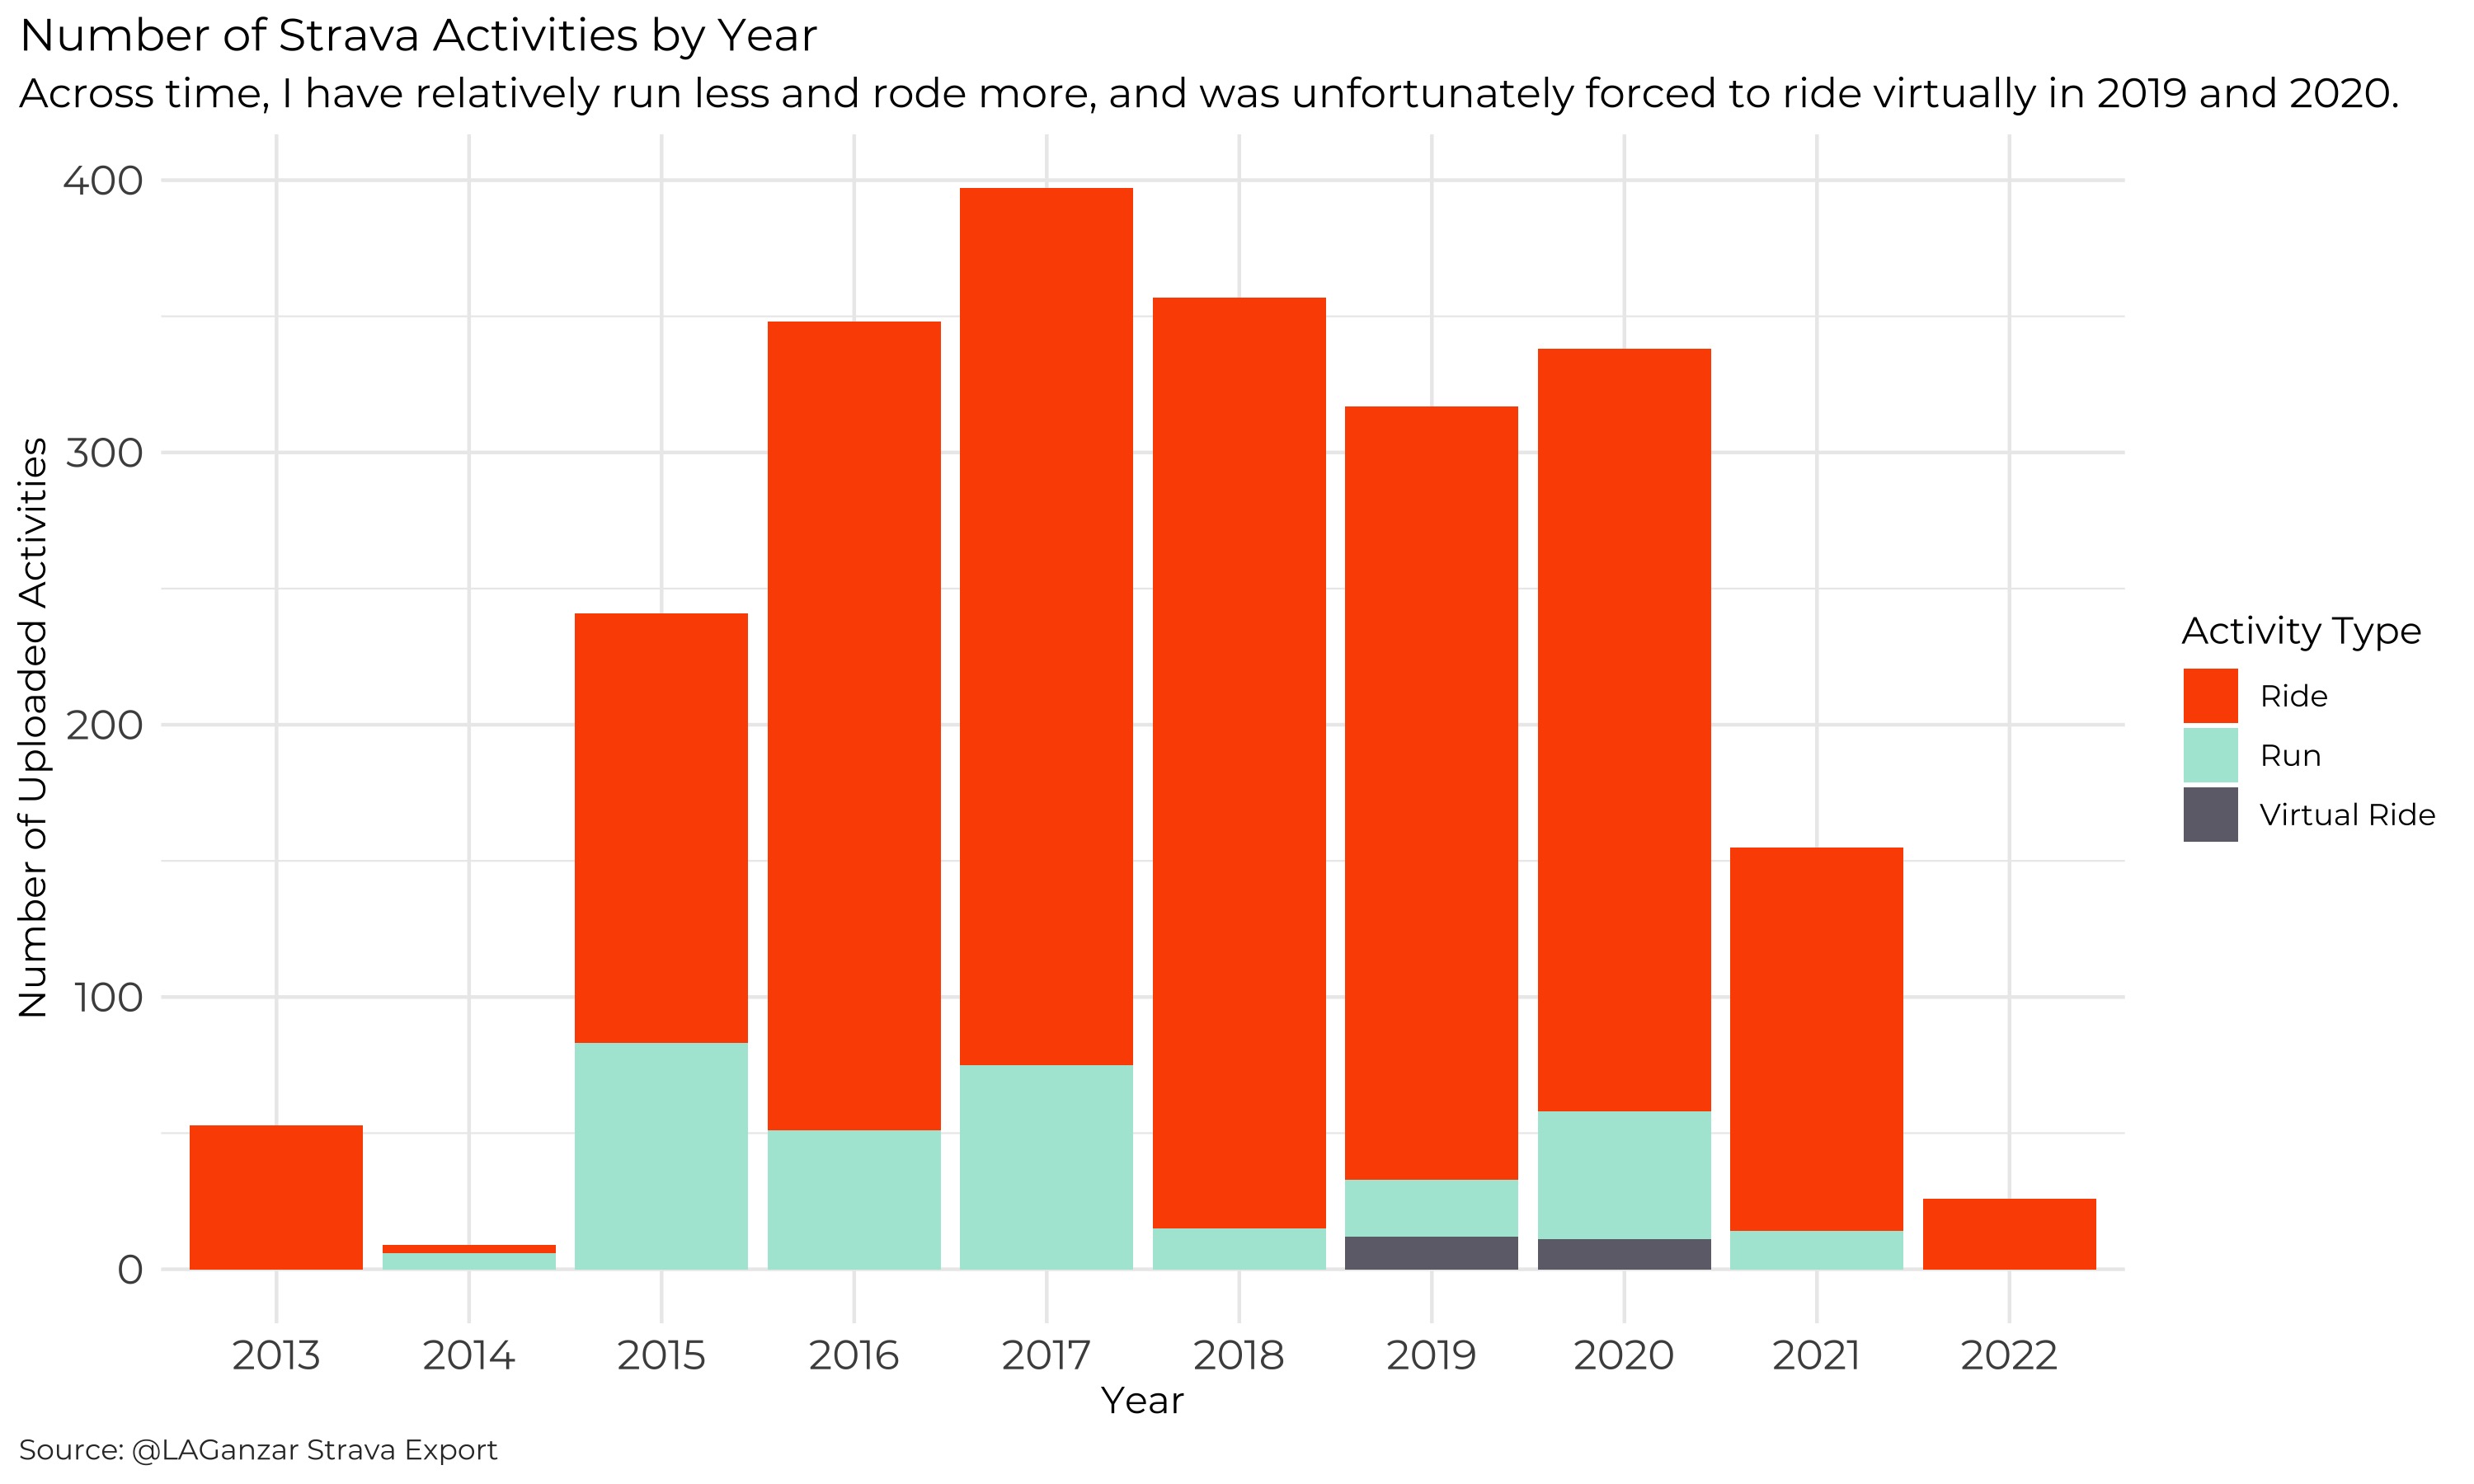 Number of Strava Activities by Year
Across time, I have relatively run less and rode more, and was unfortunately forced to ride virtually in 2019 and 2020.
Number of Uploaded Activities
400
300
200
100
0
2013 2014 2015 2016 2017 2018 2019 2020 2021 2022
Year
Activity Type
Ride
Run
Virtual Ride
Source: @LAGanzar Strava Export